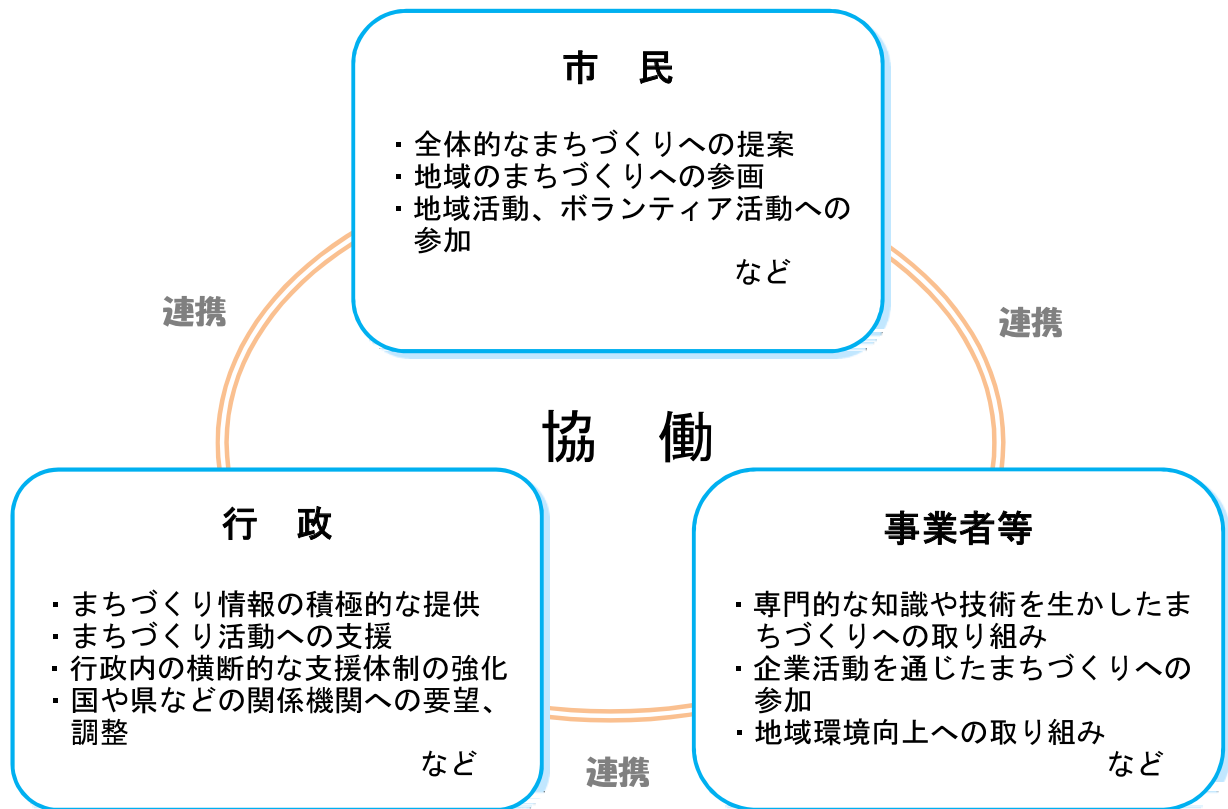 市　民
・全体的なまちづくりへの提案
・地域のまちづくりへの参画
・地域活動、ボランティア活動への
参加
など
連携
連携
協　働
行　政
・まちづくり情報の積極的な提供
・まちづくり活動への支援
・行政内の横断的な支援体制の強化
・国や県などの関係機関への要望、
調整
など
事業者等
・専門的な知識や技術を生かしたま
ちづくりへの取り組み
・企業活動を通じたまちづくりへの
参加
・地域環境向上への取り組み
など
連携